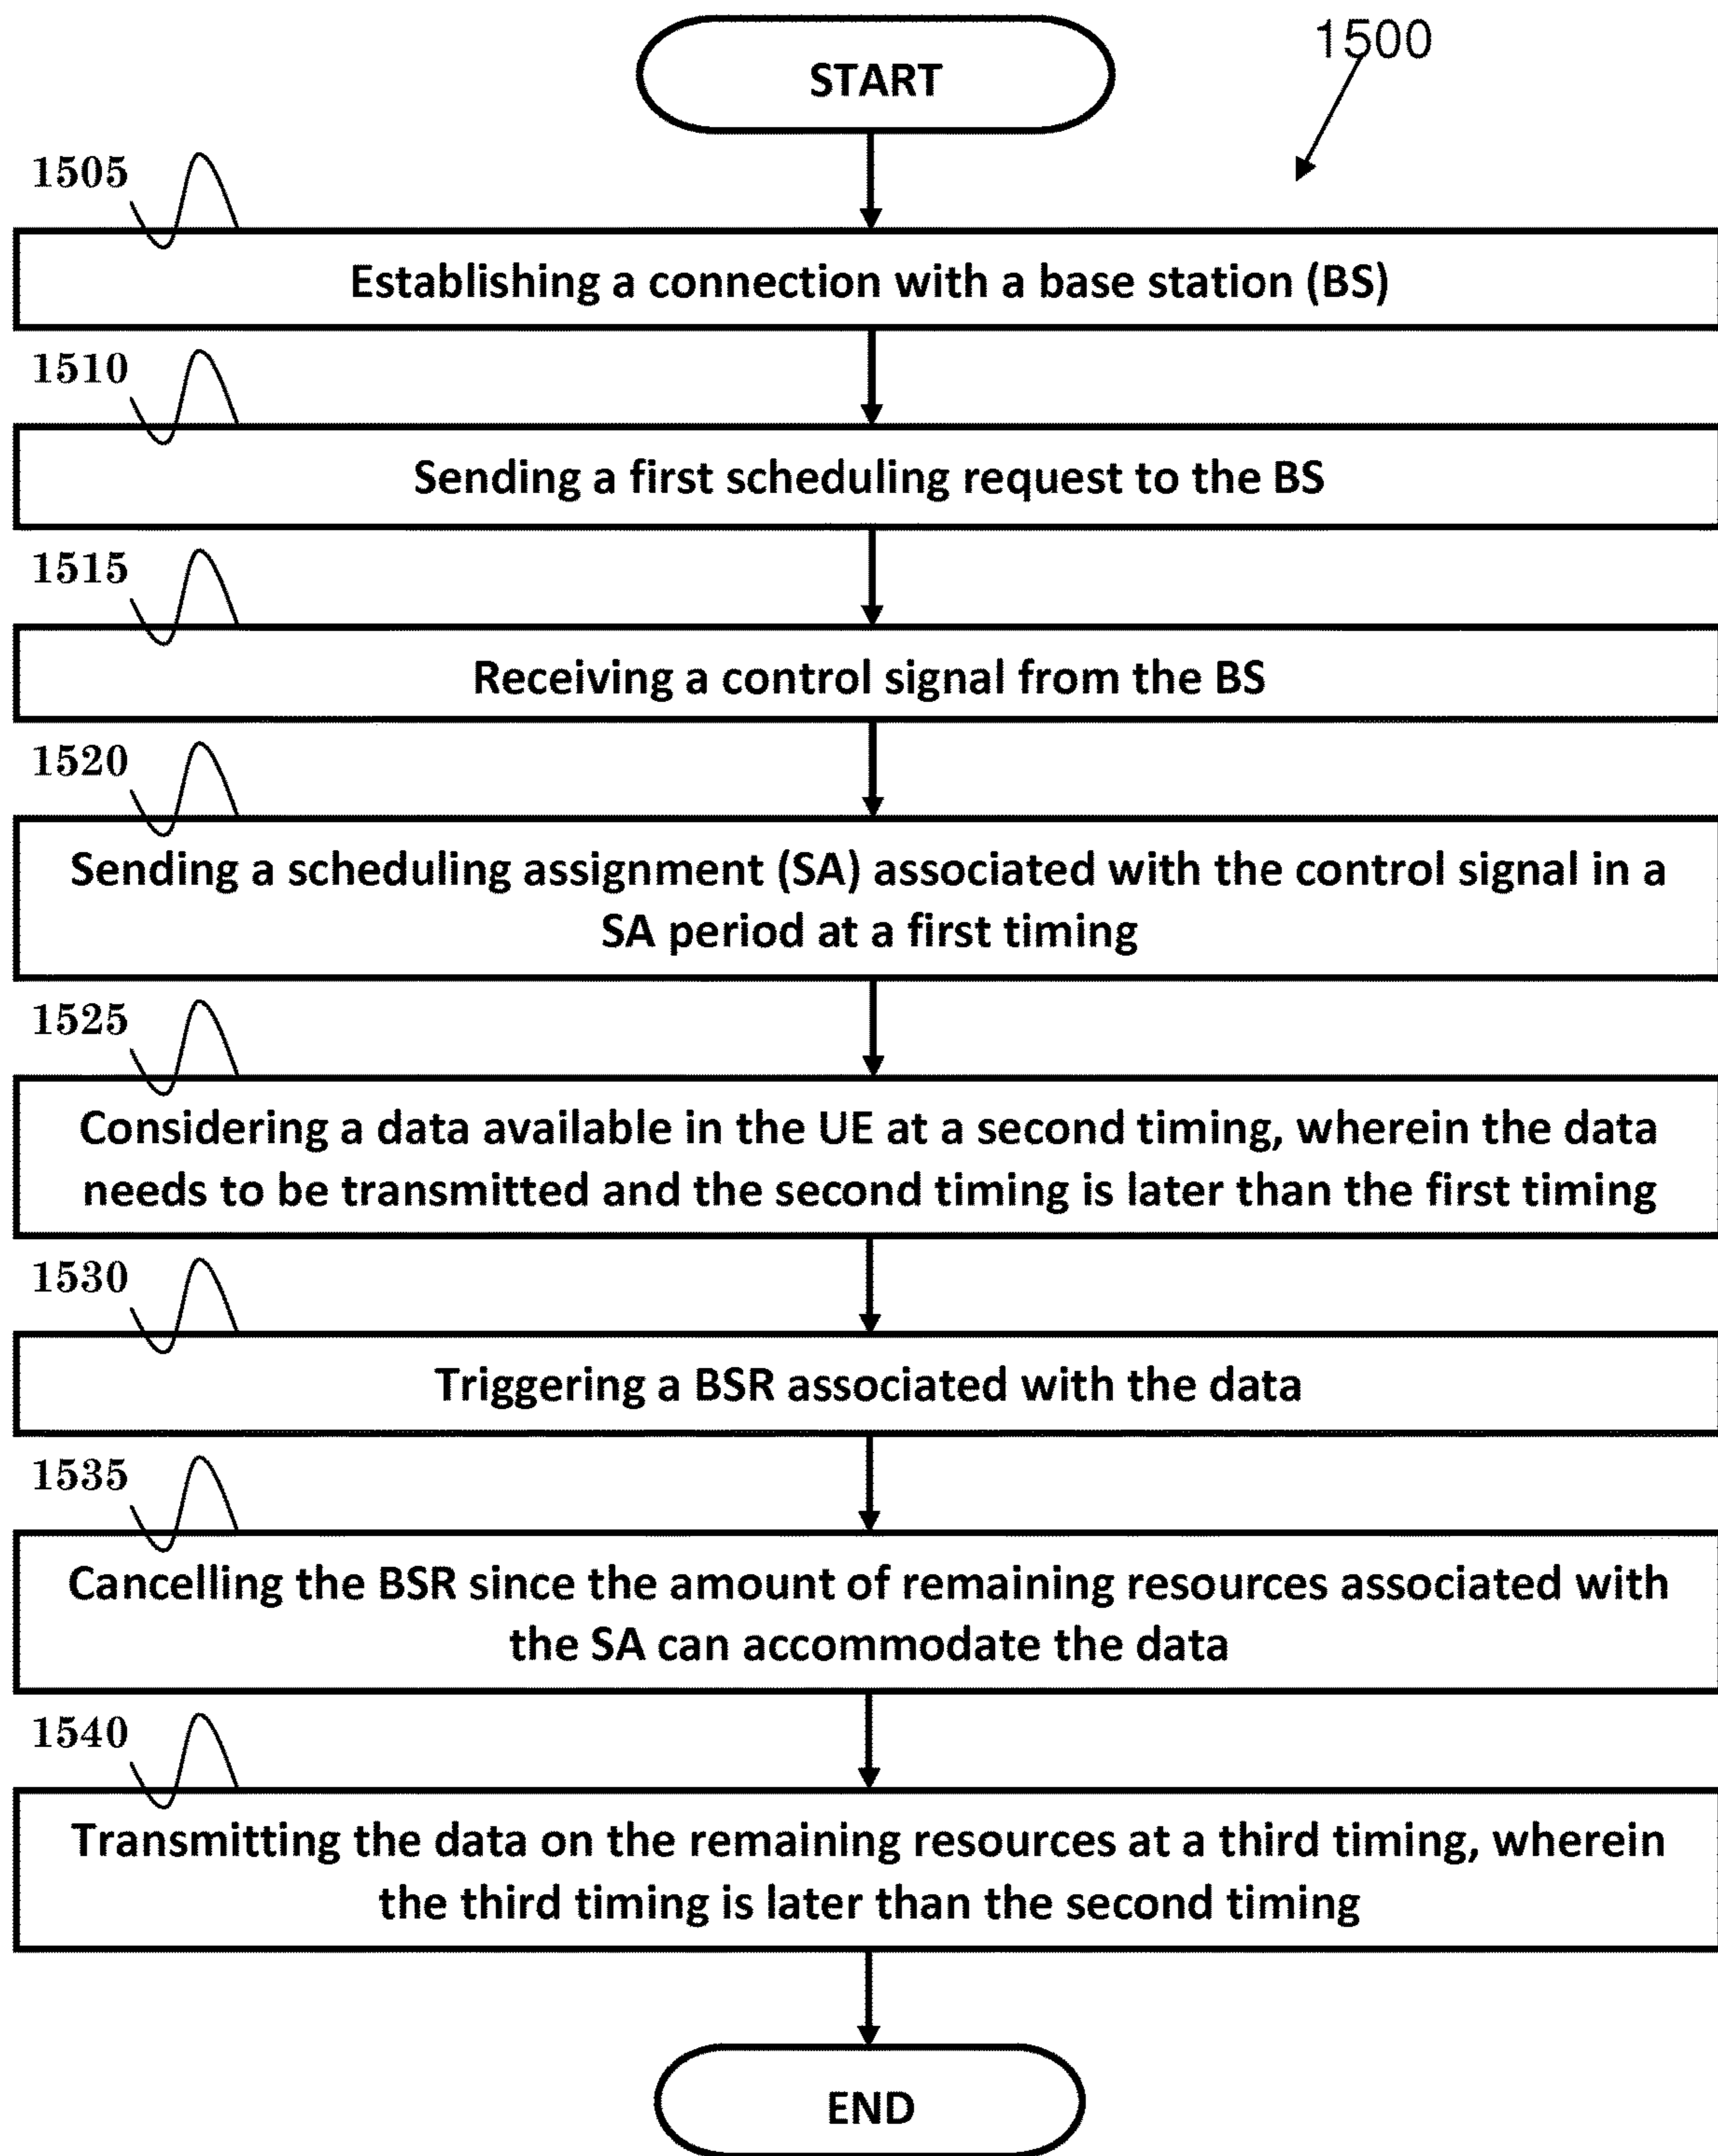 START
1500
1505
Establishing a connection with a base station (BS)
1510
Sending a first scheduling request to the BS
1515
Receiving a control signal from the BS
1520
Sending a scheduling assignment (SA) associated with the control signal in a
SA period at a first timing
1525
Considering a data available in the UE at a second timing, wherein the data
needs to be transmitted and the second timing is later than the first timing
1530
Triggering a BSR associated with the data
1535
Cancelling the BSR since the amount of remaining resources associated with
the SA can accommodate the data
1540
Transmitting the data on the remaining resources at a third timing, wherein
the third timing is later than the second timing
END